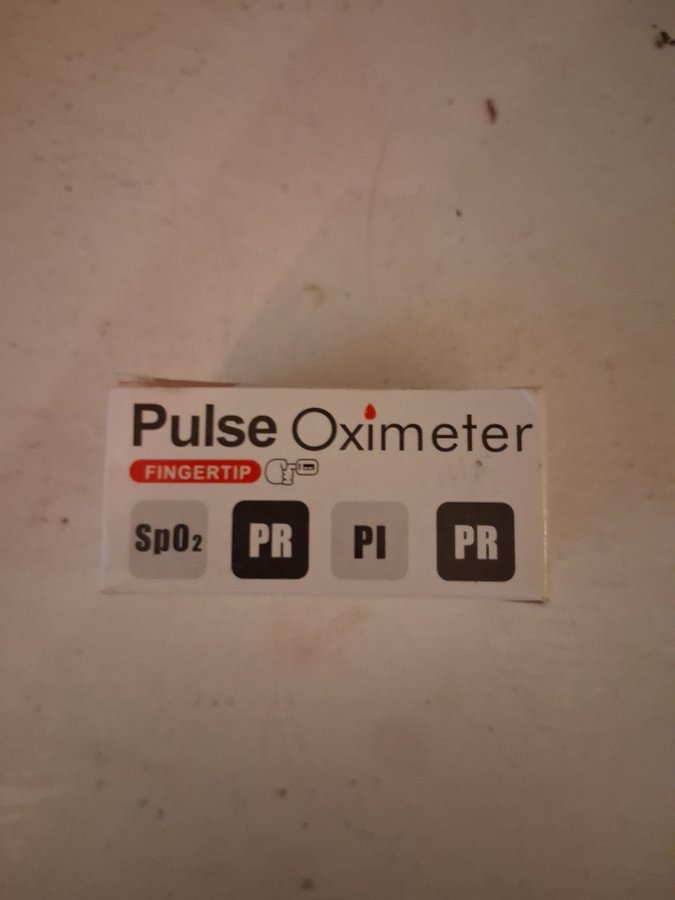 Pulse Oximeter
FINGERTIP
SpO₂ PR PI PR